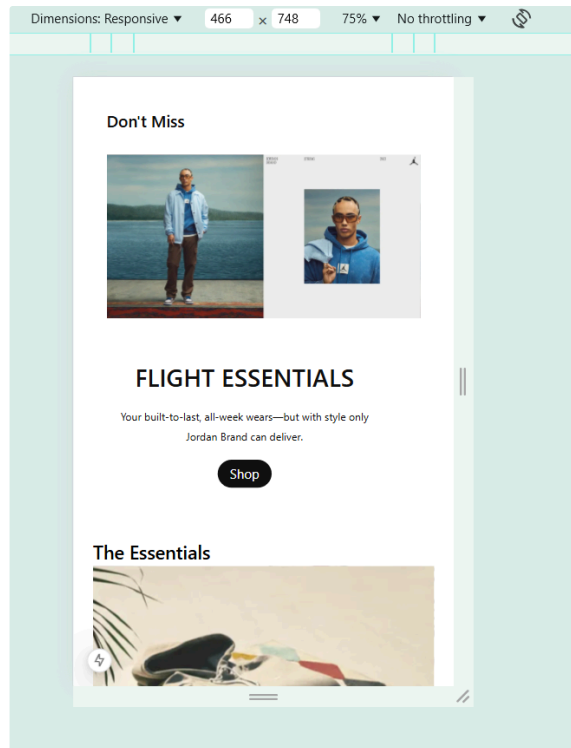 Dimensions: Responsive ▼ 466 × 748 75% ▼ No throttling ▼
Don't Miss
FLIGHT ESSENTIALS
Your built-to-last, all-week wears—but with style only
Jordan Brand can deliver.
Shop
The Essentials